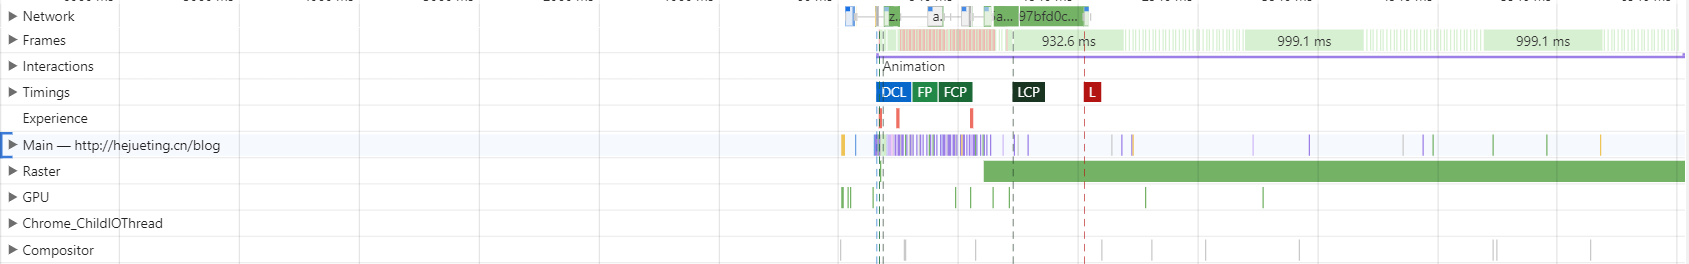 Network z. a. a... 97bfd0c...
Frames 932.6 ms 999.1 ms 999.1 ms
Interactions Animation
Timings DCL FP FCP LCP L
Experience
Main — http://hejueting.cn/blog
Raster
GPU
Chrome_ChildIOThread
Compositor